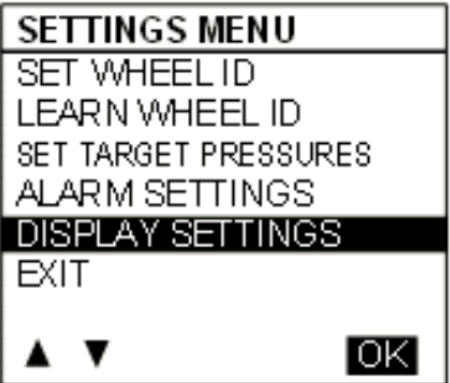 SETTINGS MENU
SET WHEEL ID
LEARN WHEEL ID
SET TARGET PRESSURES
ALARM SETTINGS
DISPLAY SETTINGS
EXIT
▲ ▼ OK